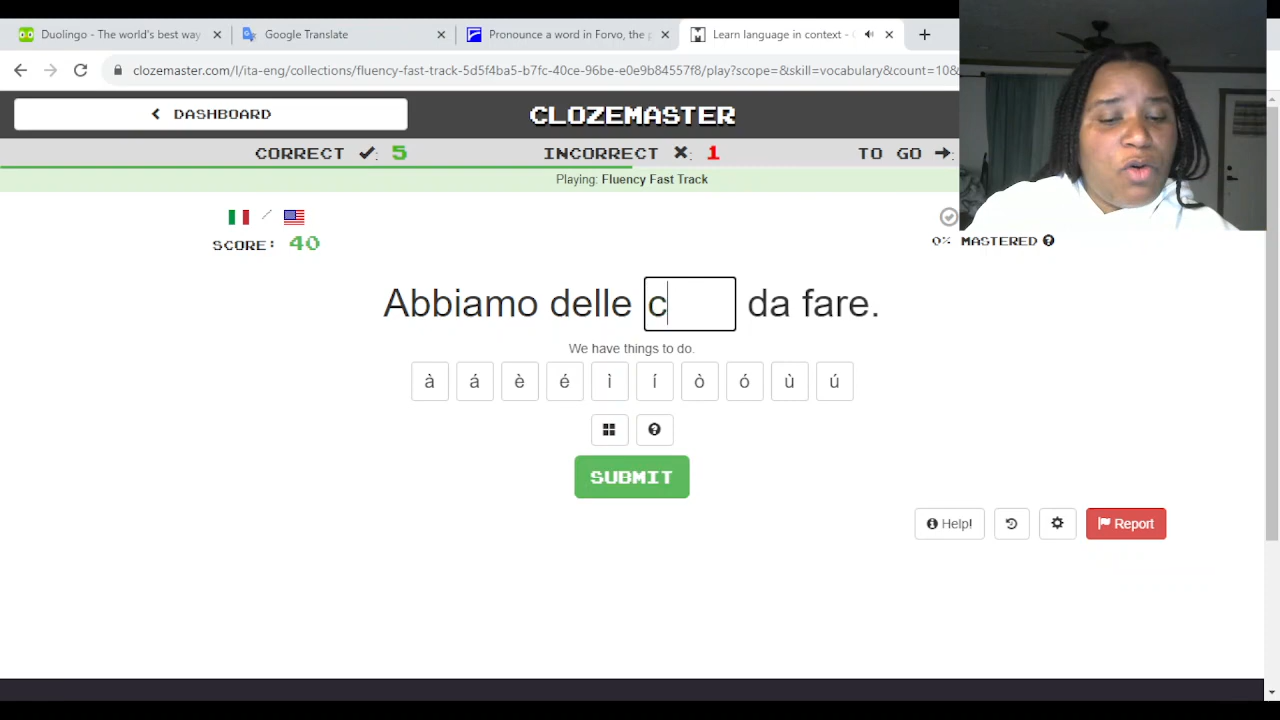 Duolingo - The world's best way
Google Translate
Pronounce a word in Forvo, the p
Learn language in context -
clozemaster.com/l/ita-eng/collections/fluency-fast-track-5d5f4ba5-b7fc-40ce-96be-e0e9b84557f8/play?scope=&skill=vocabulary&count=10&
DASHBOARD
CLOZEMASTER
CORRECT ✔: 5 INCORRECT ✖: 1 TO GO ➔:
Playing: Fluency Fast Track
SCORE: 40
0% MASTERED
Abbiamo delle c da fare.
We have things to do.
à á è é ì í ò ó ù ú
SUBMIT
Help! Report